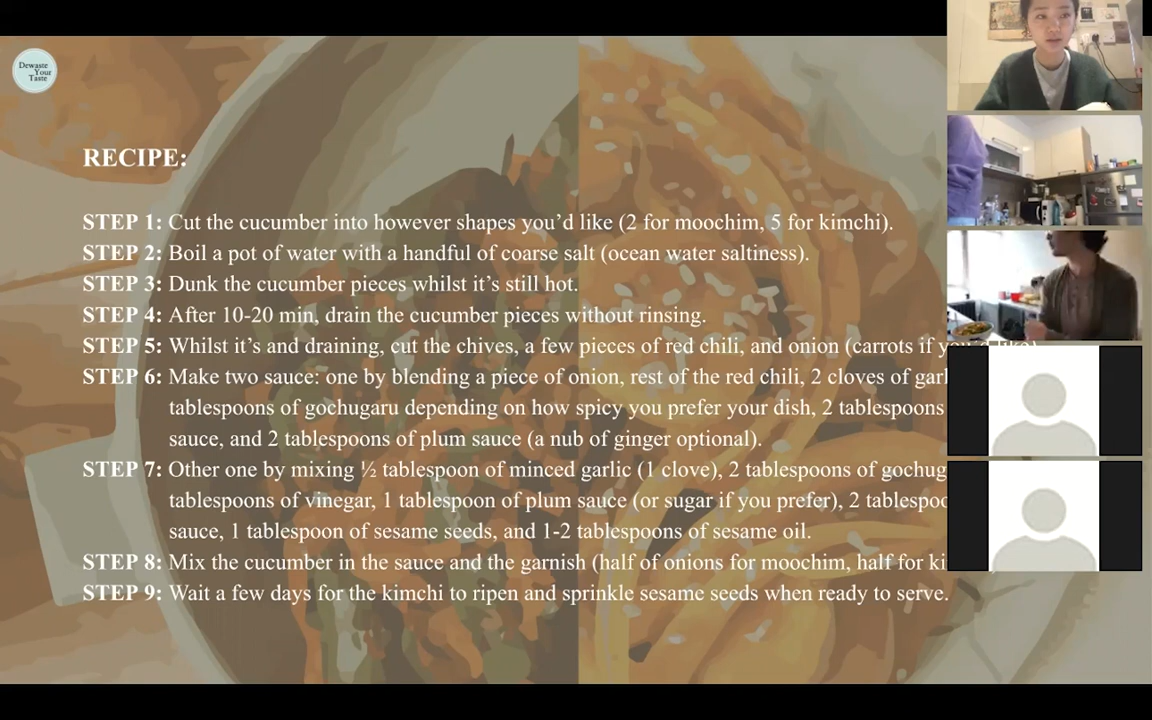 Dewaste
Your
Taste
RECIPE:
STEP 1: Cut the cucumber into however shapes you'd like (2 for moochim, 5 for kimchi).
STEP 2: Boil a pot of water with a handful of coarse salt (ocean water saltiness).
STEP 3: Dunk the cucumber pieces whilst it's still hot.
STEP 4: After 10-20 min, drain the cucumber pieces without rinsing.
STEP 5: Whilst it's and draining, cut the chives, a few pieces of red chili, and onion (carrots if you'd like).
STEP 6: Make two sauce: one by blending a piece of onion, rest of the red chili, 2 cloves of
tablespoons of gochugaru depending on how spicy you prefer your dish, 2 tablespoons
sauce, and 2 tablespoons of plum sauce (a nub of ginger optional).
STEP 7: Other one by mixing ½ tablespoon of minced garlic (1 clove), 2 tablespoons of
tablespoons of vinegar, 1 tablespoon of plum sauce (or sugar if you prefer), 2
sauce, 1 tablespoon of sesame seeds, and 1-2 tablespoons of sesame oil.
STEP 8: Mix the cucumber in the sauce and the garnish (half of onions for moochim, half for
STEP 9: Wait a few days for the kimchi to ripen and sprinkle sesame seeds when ready to serve.